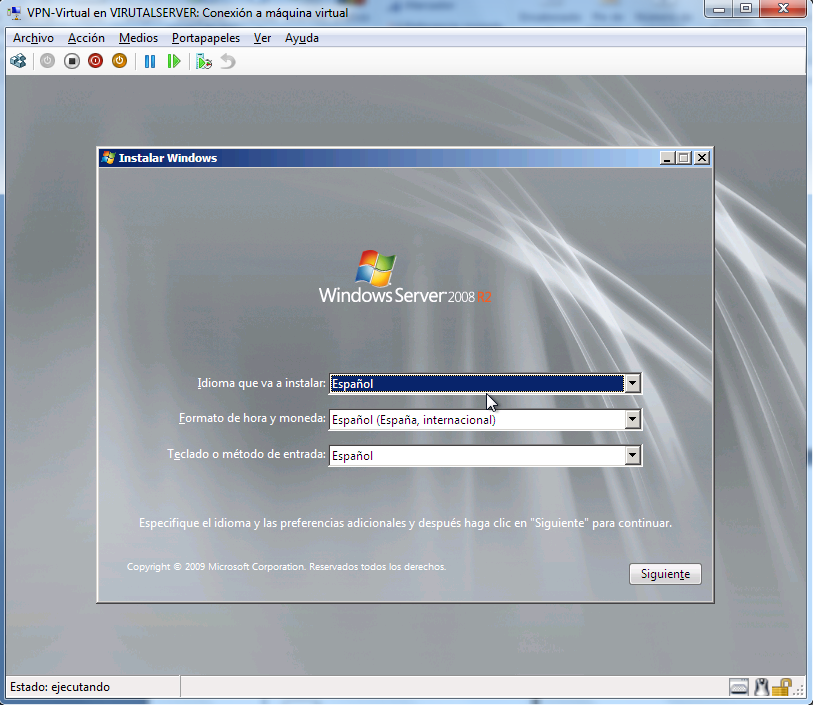 VPN-Virtual en VIRUTALSERVER: Conexión a máquina virtual
Archivo Acción Medios Portapapeles Ver Ayuda
Instalar Windows
Windows Server 2008 R2
Idioma que va a instalar: Español
Formato de hora y moneda: Español (España, internacional)
Teclado o método de entrada: Español
Especifique el idioma y las preferencias adicionales y después haga clic en "Siguiente" para continuar.
Copyright © 2009 Microsoft Corporation. Reservados todos los derechos.
Siguiente
Estado: ejecutando